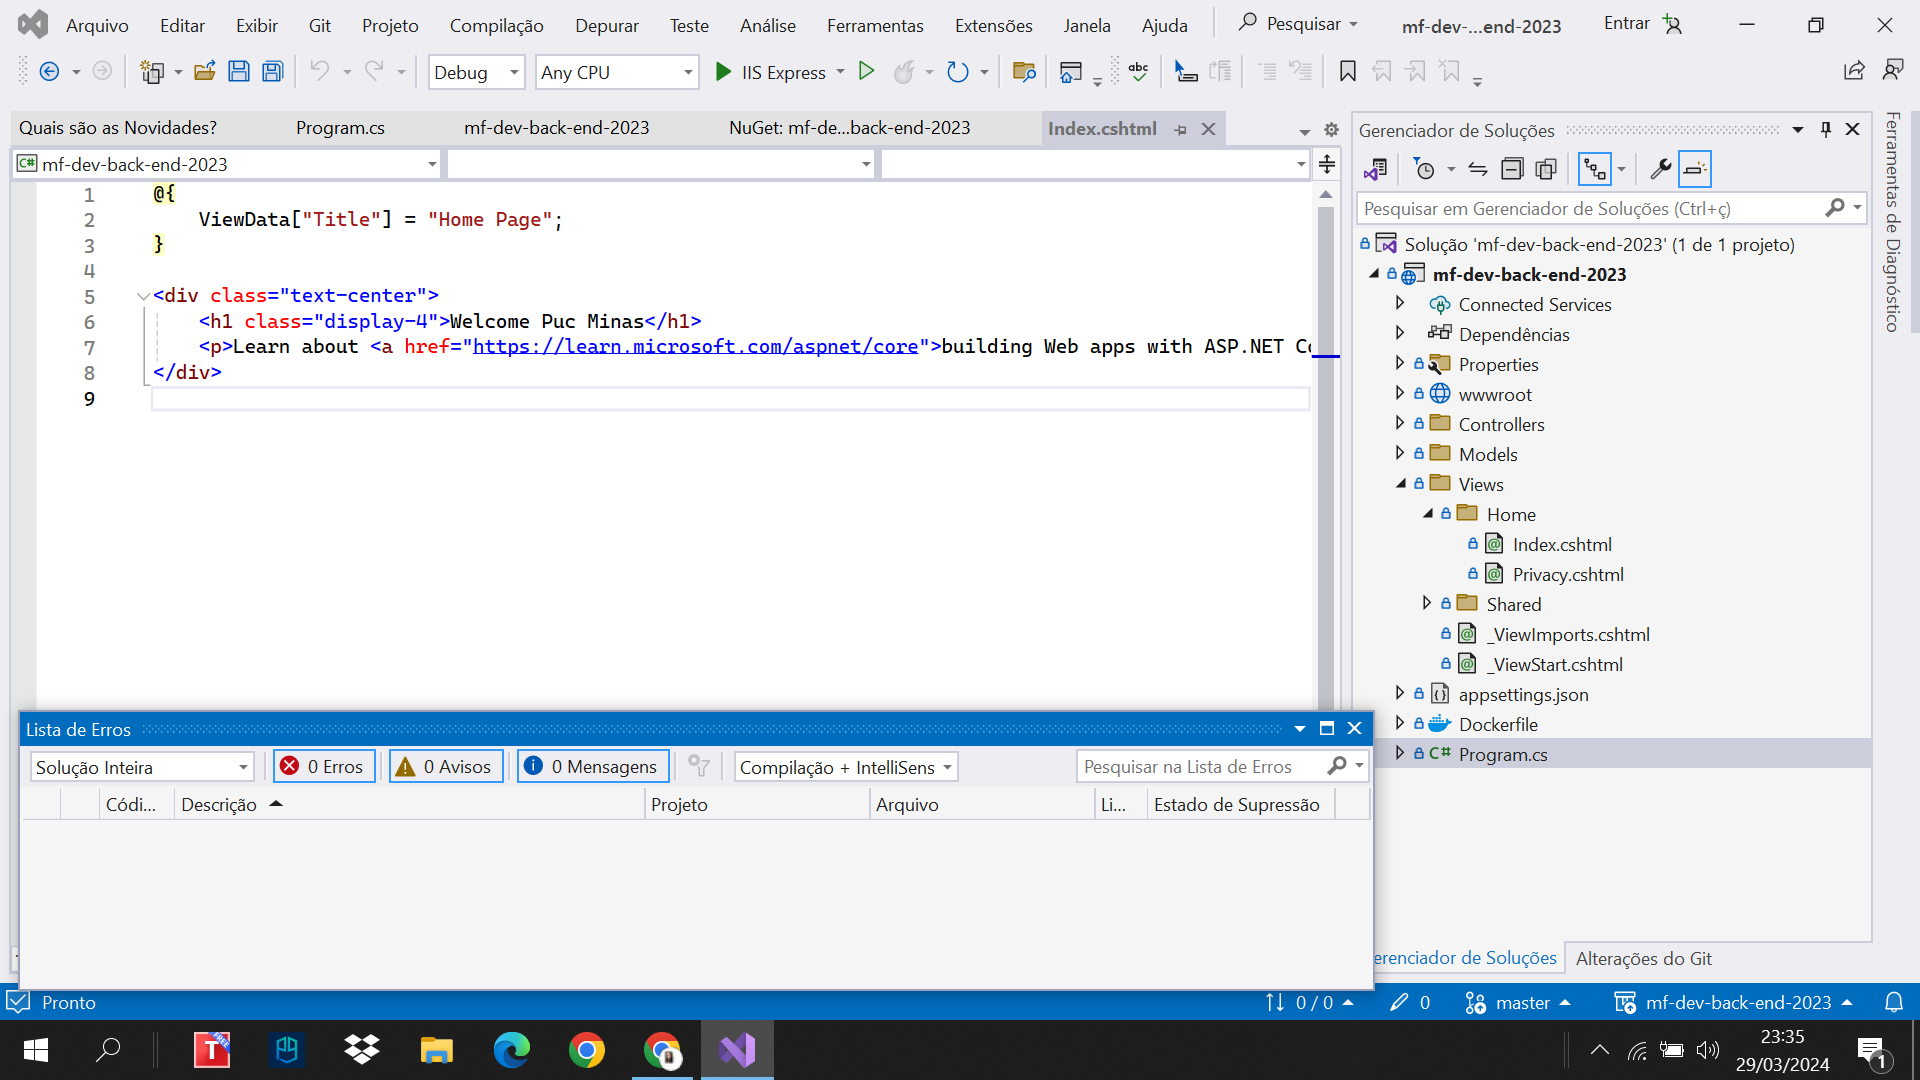 Arquivo Editar Exibir Git Projeto Compilação Depurar Teste Análise Ferramentas Extensões Janela Ajuda Pesquisar mf-dev-...end-2023 Entrar
Debug Any CPU IIS Express abc
Quais são as Novidades? Program.cs mf-dev-back-end-2023 NuGet: mf-de...back-end-2023 Index.cshtml
C# mf-dev-back-end-2023
1 @{
2 ViewData["Title"] = "Home Page";
3 }
4
5 <div class="text-center">
6 <h1 class="display-4">Welcome Puc Minas</h1>
7 <p>Learn about <a href="https://learn.microsoft.com/aspnet/core">building Web apps with ASP.NET Co
8 </div>
9
Gerenciador de Soluções
Pesquisar em Gerenciador de Soluções (Ctrl+ç)
Solução 'mf-dev-back-end-2023' (1 de 1 projeto)
mf-dev-back-end-2023
Connected Services
Dependências
Properties
wwwroot
Controllers
Models
Views
Home
Index.cshtml
Privacy.cshtml
Shared
_ViewImports.cshtml
_ViewStart.cshtml
appsettings.json
Dockerfile
C# Program.cs
Ferramentas de Diagnóstico
Lista de Erros
Solução Inteira 0 Erros 0 Avisos 0 Mensagens Compilação + IntelliSens Pesquisar na Lista de Erros
Códi... Descrição Projeto Arquivo Li... Estado de Supressão
erenciador de Soluções Alterações do Git
Pronto 0 / 0 0 master mf-dev-back-end-2023
T FREE
23:35
29/03/2024
1